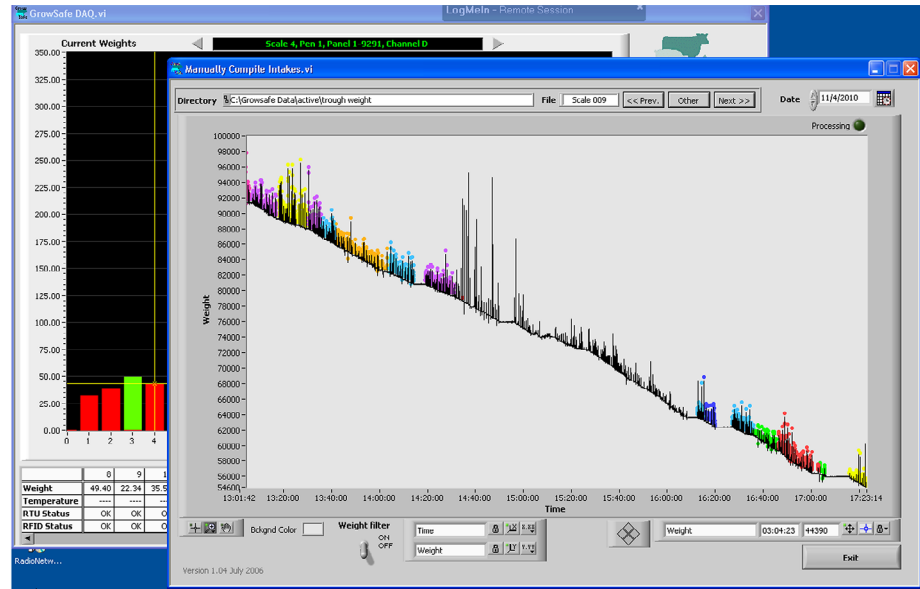 LogMeIn - Remote Session
GrowSafe DAQ.vi
Current Weights
Scale 4, Pen 1, Panel 1-9291, Channel D
350.00
325.00
300.00
275.00
250.00
225.00
200.00
175.00
150.00
125.00
100.00
75.00
50.00
25.00
0.00
0 1 2 3 4
8 9 1
Weight 49.40 22.34 35.5
Temperature ---- ---- ---
RTU Status OK OK O
RFID Status OK OK O
RadioNetw...
Manually Compile Intakes.vi
Directory C:\Growsafe Data\active\trough weight File Scale 009 << Prev. Other Next >> Date 11/4/2010
Processing
100000
98000
96000
94000
92000
90000
88000
86000
84000
82000
80000
78000
76000
74000
72000
70000
68000
66000
64000
62000
60000
58000
56000
54600
Weight
13:01:42 13:20:00 13:40:00 14:00:00 14:20:00 14:40:00 15:00:00 15:20:00 15:40:00 16:00:00 16:20:00 16:40:00 17:00:00 17:23:14
Time
Bckgnd Color Weight filter
ON
OFF
Time
Weight
Weight 03:04:23 44390
Exit
Version 1.04 July 2006